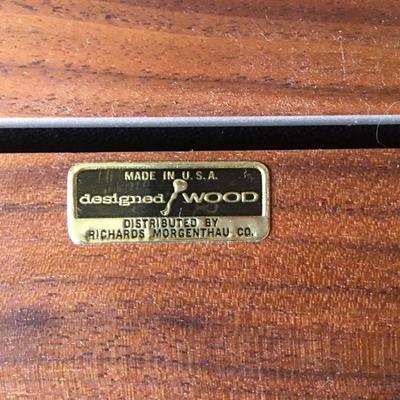 MADE IN U.S.A.
designed WOOD
DISTRIBUTED BY
RICHARDS MORGENTHAU CO.